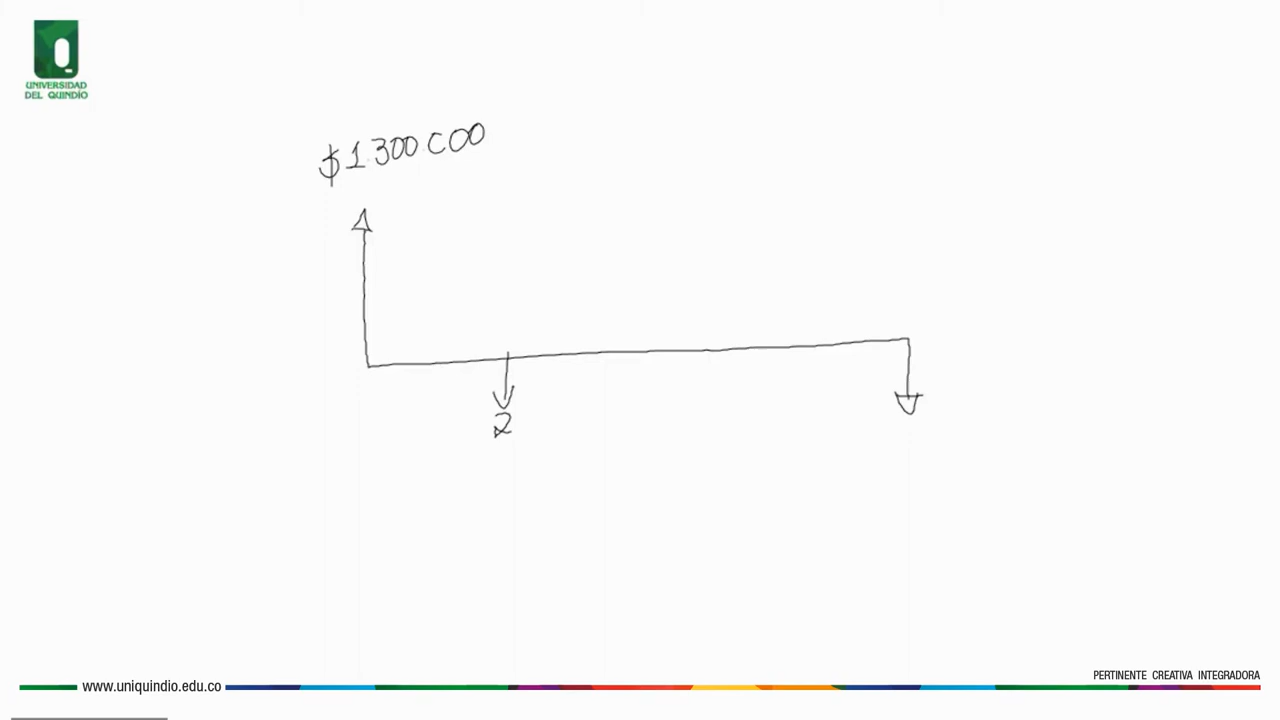 UNIVERSIDAD
DEL QUINDÍO
$1.300.000
2
PERTINENTE CREATIVA INTEGRADORA
www.uniquindio.edu.co